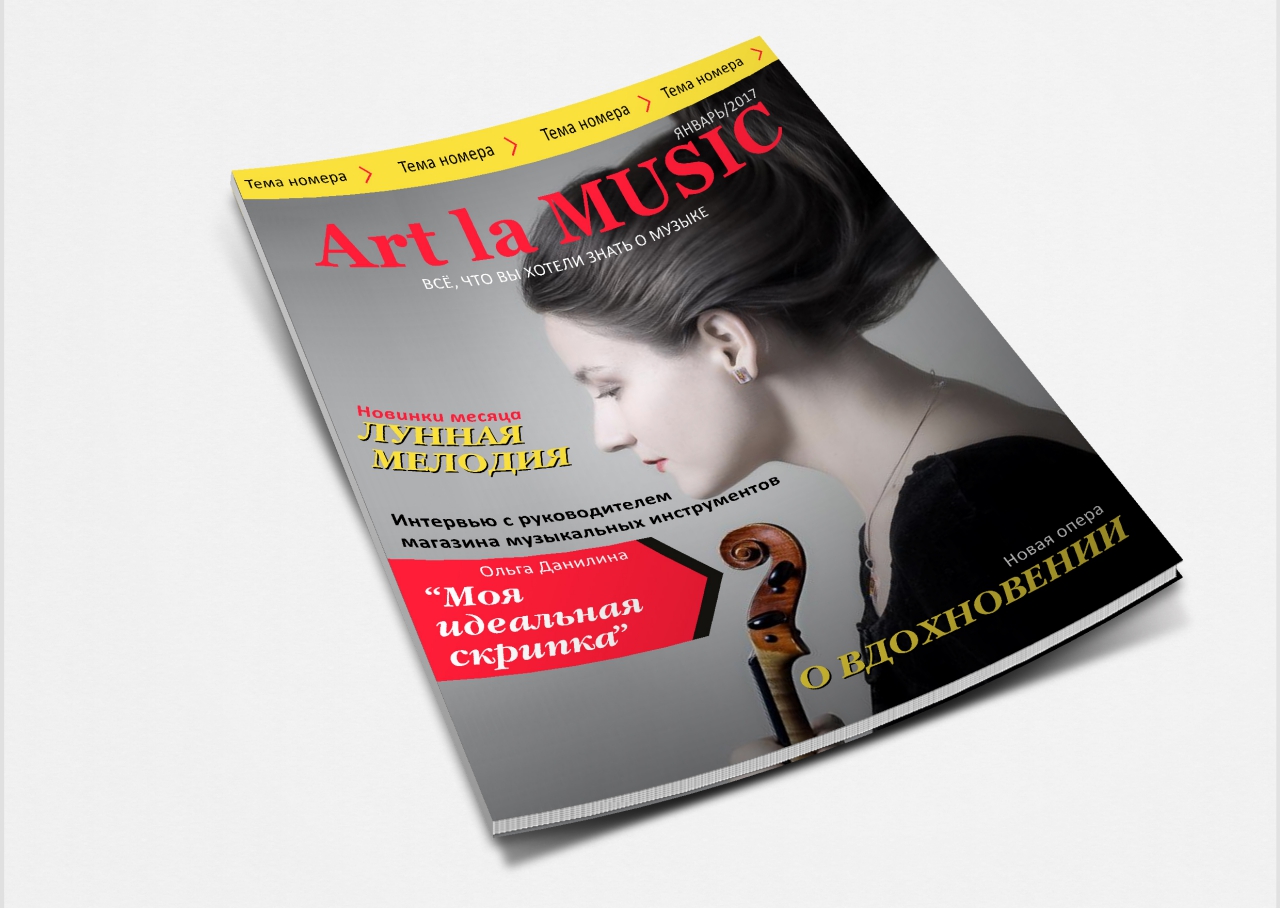 Тема номера > Тема номера > Тема номера > Тема номера >
ЯНВАРЬ/2017
Art la MUSIC
ВСЁ, ЧТО ВЫ ХОТЕЛИ ЗНАТЬ О МУЗЫКЕ
Новинки месяца
ЛУННАЯ
МЕЛОДИЯ
Интервью с руководителем
магазина музыкальных инструментов
Ольга Данилина
“Моя
идеальная
скрипка”
Новая опера
О ВДОХНОВЕНИИ